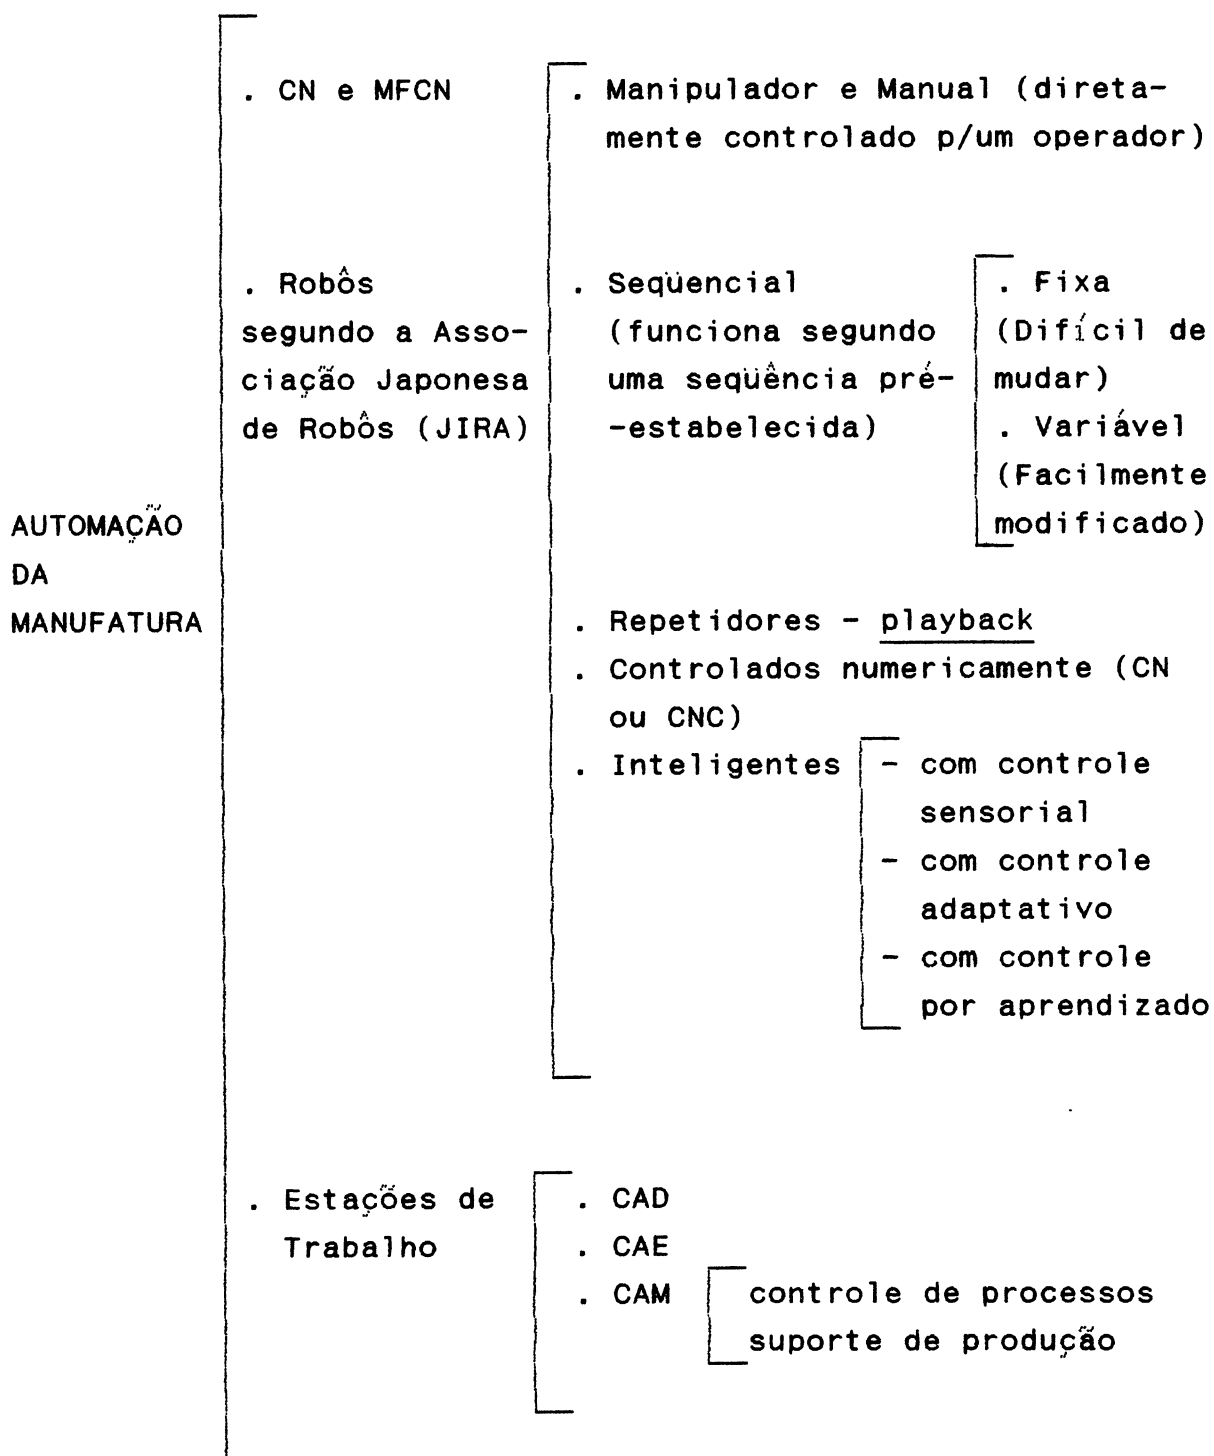 . CN e MFCN
. Manipulador e Manual (direta-
mente controlado p/um operador)
. Robôs
segundo a Asso-
ciação Japonesa
de Robôs (JIRA)
. Seqüencial
(funciona segundo
uma seqüência pré-
-estabelecida)
. Fixa
(Difícil de
mudar)
. Variável
(Facilmente
modificado)
AUTOMAÇÃO
DA
MANUFATURA
. Repetidores - playback
. Controlados numericamente (CN
ou CNC)
. Inteligentes
- com controle
sensorial
- com controle
adaptativo
- com controle
por aprendizado
. Estações de
Trabalho
. CAD
. CAE
. CAM
controle de processos
suporte de produção